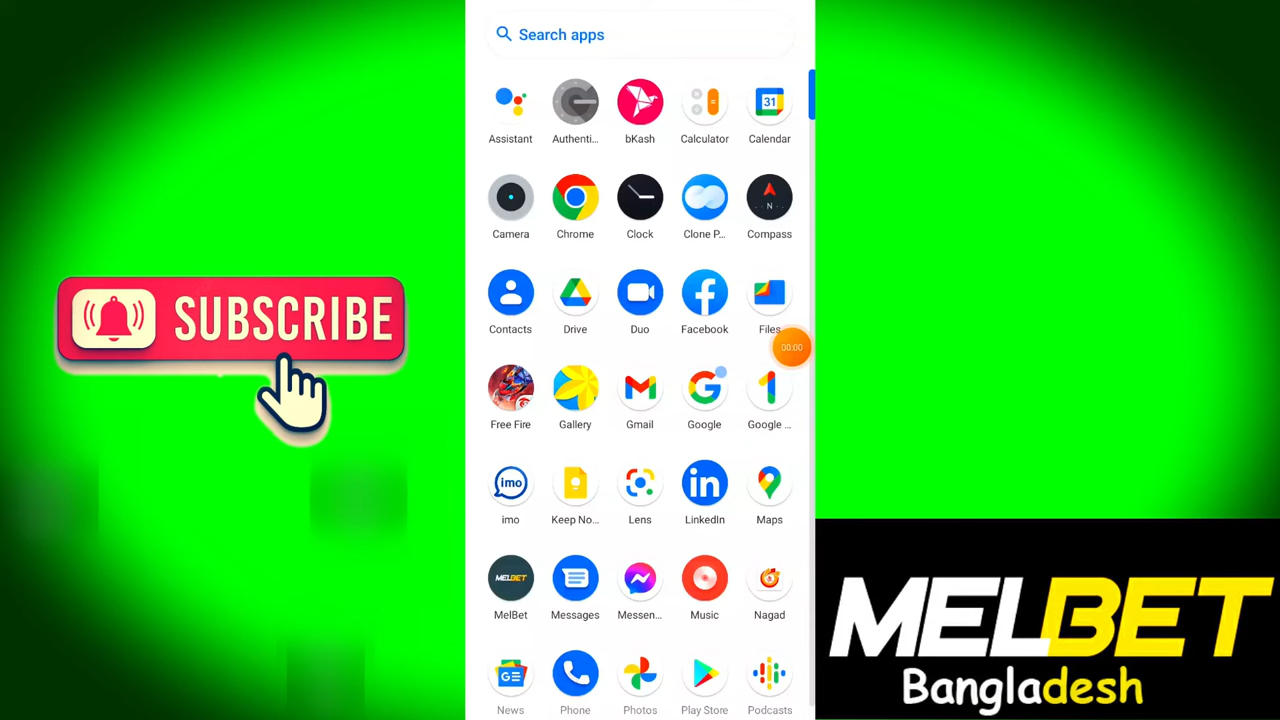 Search apps
Assistant Authenti... bKash Calculator Calendar
31
Camera Chrome Clock Clone P... Compass
N
Contacts Drive Duo Facebook Files
00:00
SUBSCRIBE
Free Fire Gallery Gmail Google Google ...
imo
in
imo Keep No... Lens LinkedIn Maps
MELBET
MelBet Messages Messen... Music Nagad
GE
News Phone Photos Play Store Podcasts
MELBET
Bangladesh